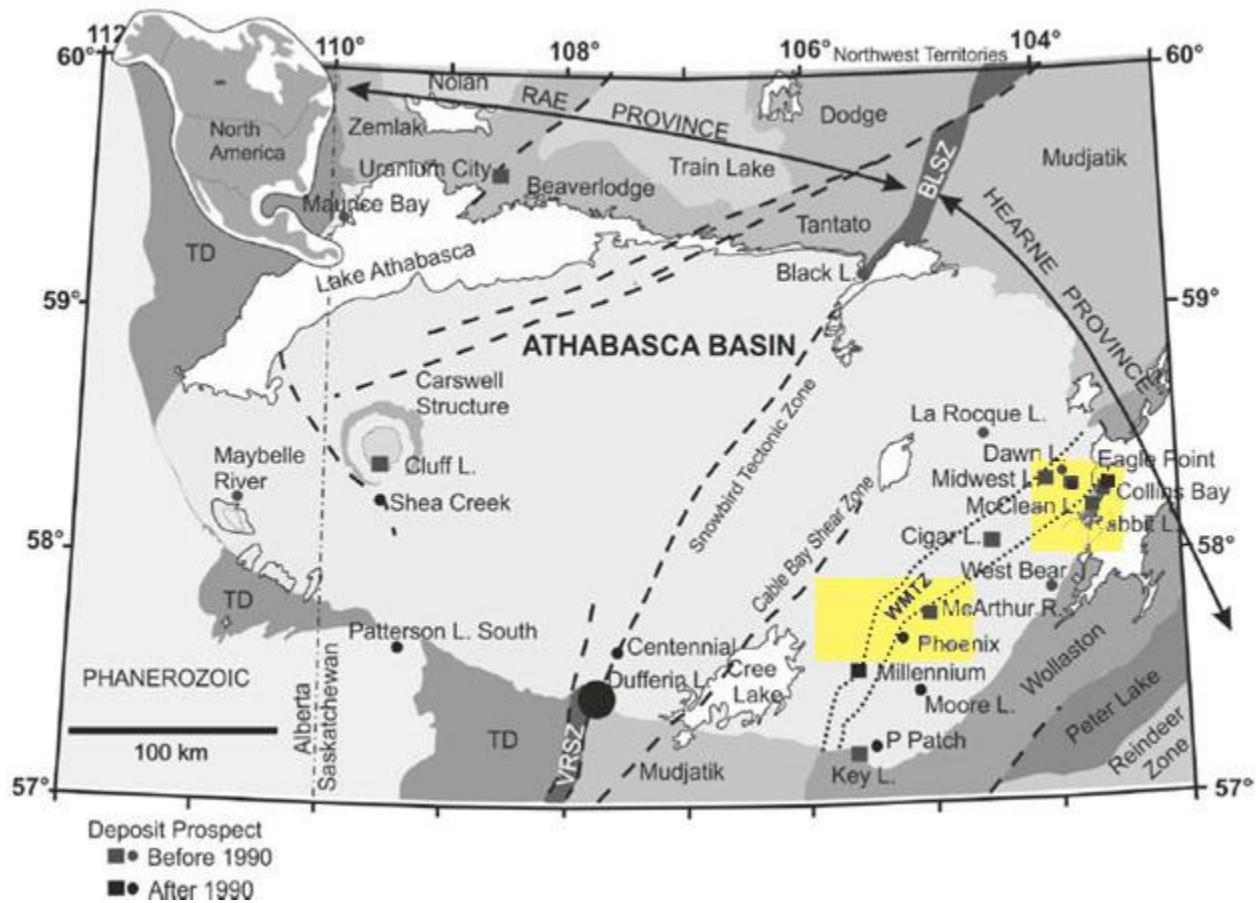 112
110°
108°
106°
104°
60°
60°
Northwest Territories
Nolan
RAE
PROVINCE
Dodge
North
America
Zemlak
Train Lake
BLSZ
Mudjatik
Uranium City
Beaverlodge
Maurice Bay
HEARNE
PROVINCE
Tantato
TD
Lake Athabasca
Black L.
59°
59°
ATHABASCA BASIN
Carswell
Structure
Snowbird Tectonic Zone
La Rocque L.
Dawn L.
Eagle Point
Maybelle
River
Cluff L.
Midwest L.
Collins Bay
Shea Creek
McClean L.
Rabbit L.
Cable Bay Shear Zone
Cigar L.
58°
58°
West Bear
WMTZ
McArthur R.
TD
Patterson L. South
Centennial
Phoenix
Dufferin L.
Cree
Lake
Millennium
Wollaston
PHANEROZOIC
Moore L.
Peter Lake
100 km
Alberta
Saskatchewan
TD
VRSZ
P Patch
Reindeer
Zone
Mudjatik
Key L.
57°
57°
Deposit Prospect
Before 1990
After 1990